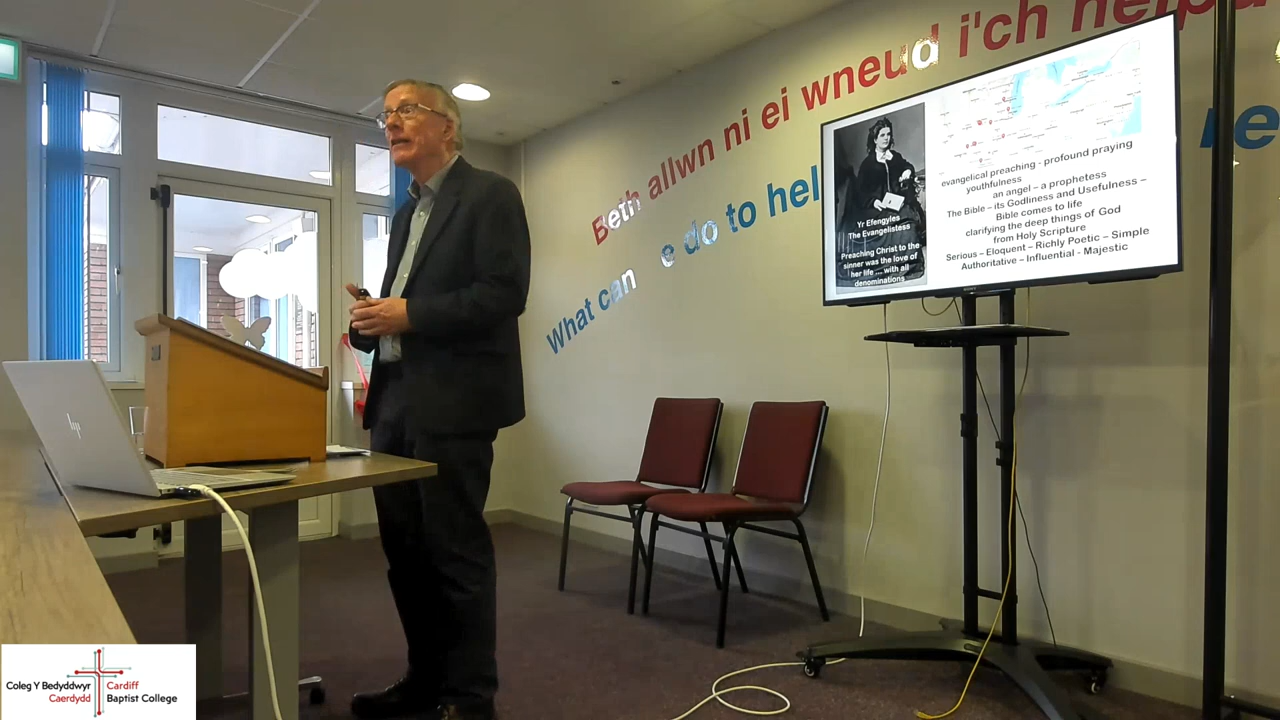 Beth allwn ni ei wneud i'ch helpu
What can e do to hel
re
evangelical preaching - profound praying
youthfulness
an angel – a prophetess
The Bible – its Godliness and Usefulness –
Bible comes to life
clarifying the deep things of God
from Holy Scripture
Serious – Eloquent – Richly Poetic – Simple
Authoritative – Influential - Majestic
Yr Efengyles
The Evangelistess
Preaching Christ to the
sinner was the love of
her life ... with all
denominations
SONY
hp
Coleg Y Bedyddwyr
Caerdydd
Cardiff
Baptist College